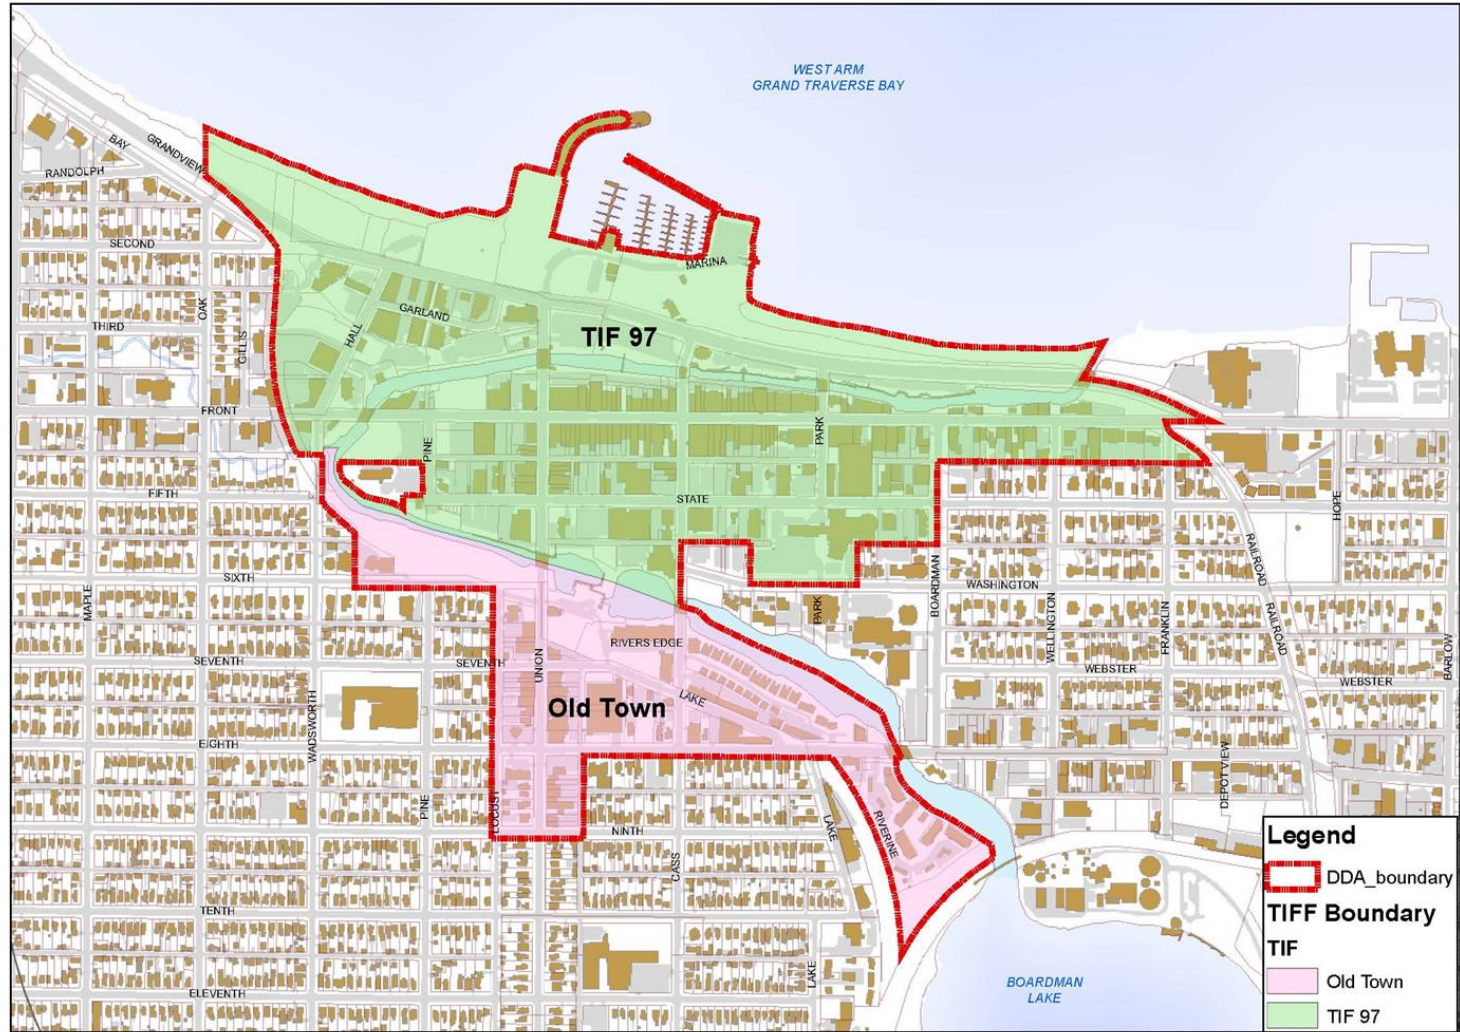 WEST ARM
GRAND TRAVERSE BAY
BAY
GRANDVIEW
RANDOLPH
SECOND
MARINA
OAK
GARLAND
THIRD
HALL
GILLIS
TIF 97
FRONT
PINE
PARK
FIFTH
STATE
HOPE
RAILROAD
SIXTH
WASHINGTON
MAPLE
BOARDMAN
PARK
WELLINGTON
FRANKLIN
RAILROAD
RIVERS EDGE
BARLOW
SEVENTH
SEVENTH
UNION
WEBSTER
WEBSTER
LAKE
WADSWORTH
Old Town
EIGHTH
DEPOT VIEW
PINE
LOCUST
NINTH
LAKE
RIVERINE
CASS
TENTH
LAKE
ELEVENTH
BOARDMAN
LAKE
Legend
DDA_boundary
TIFF Boundary
TIF
Old Town
TIF 97